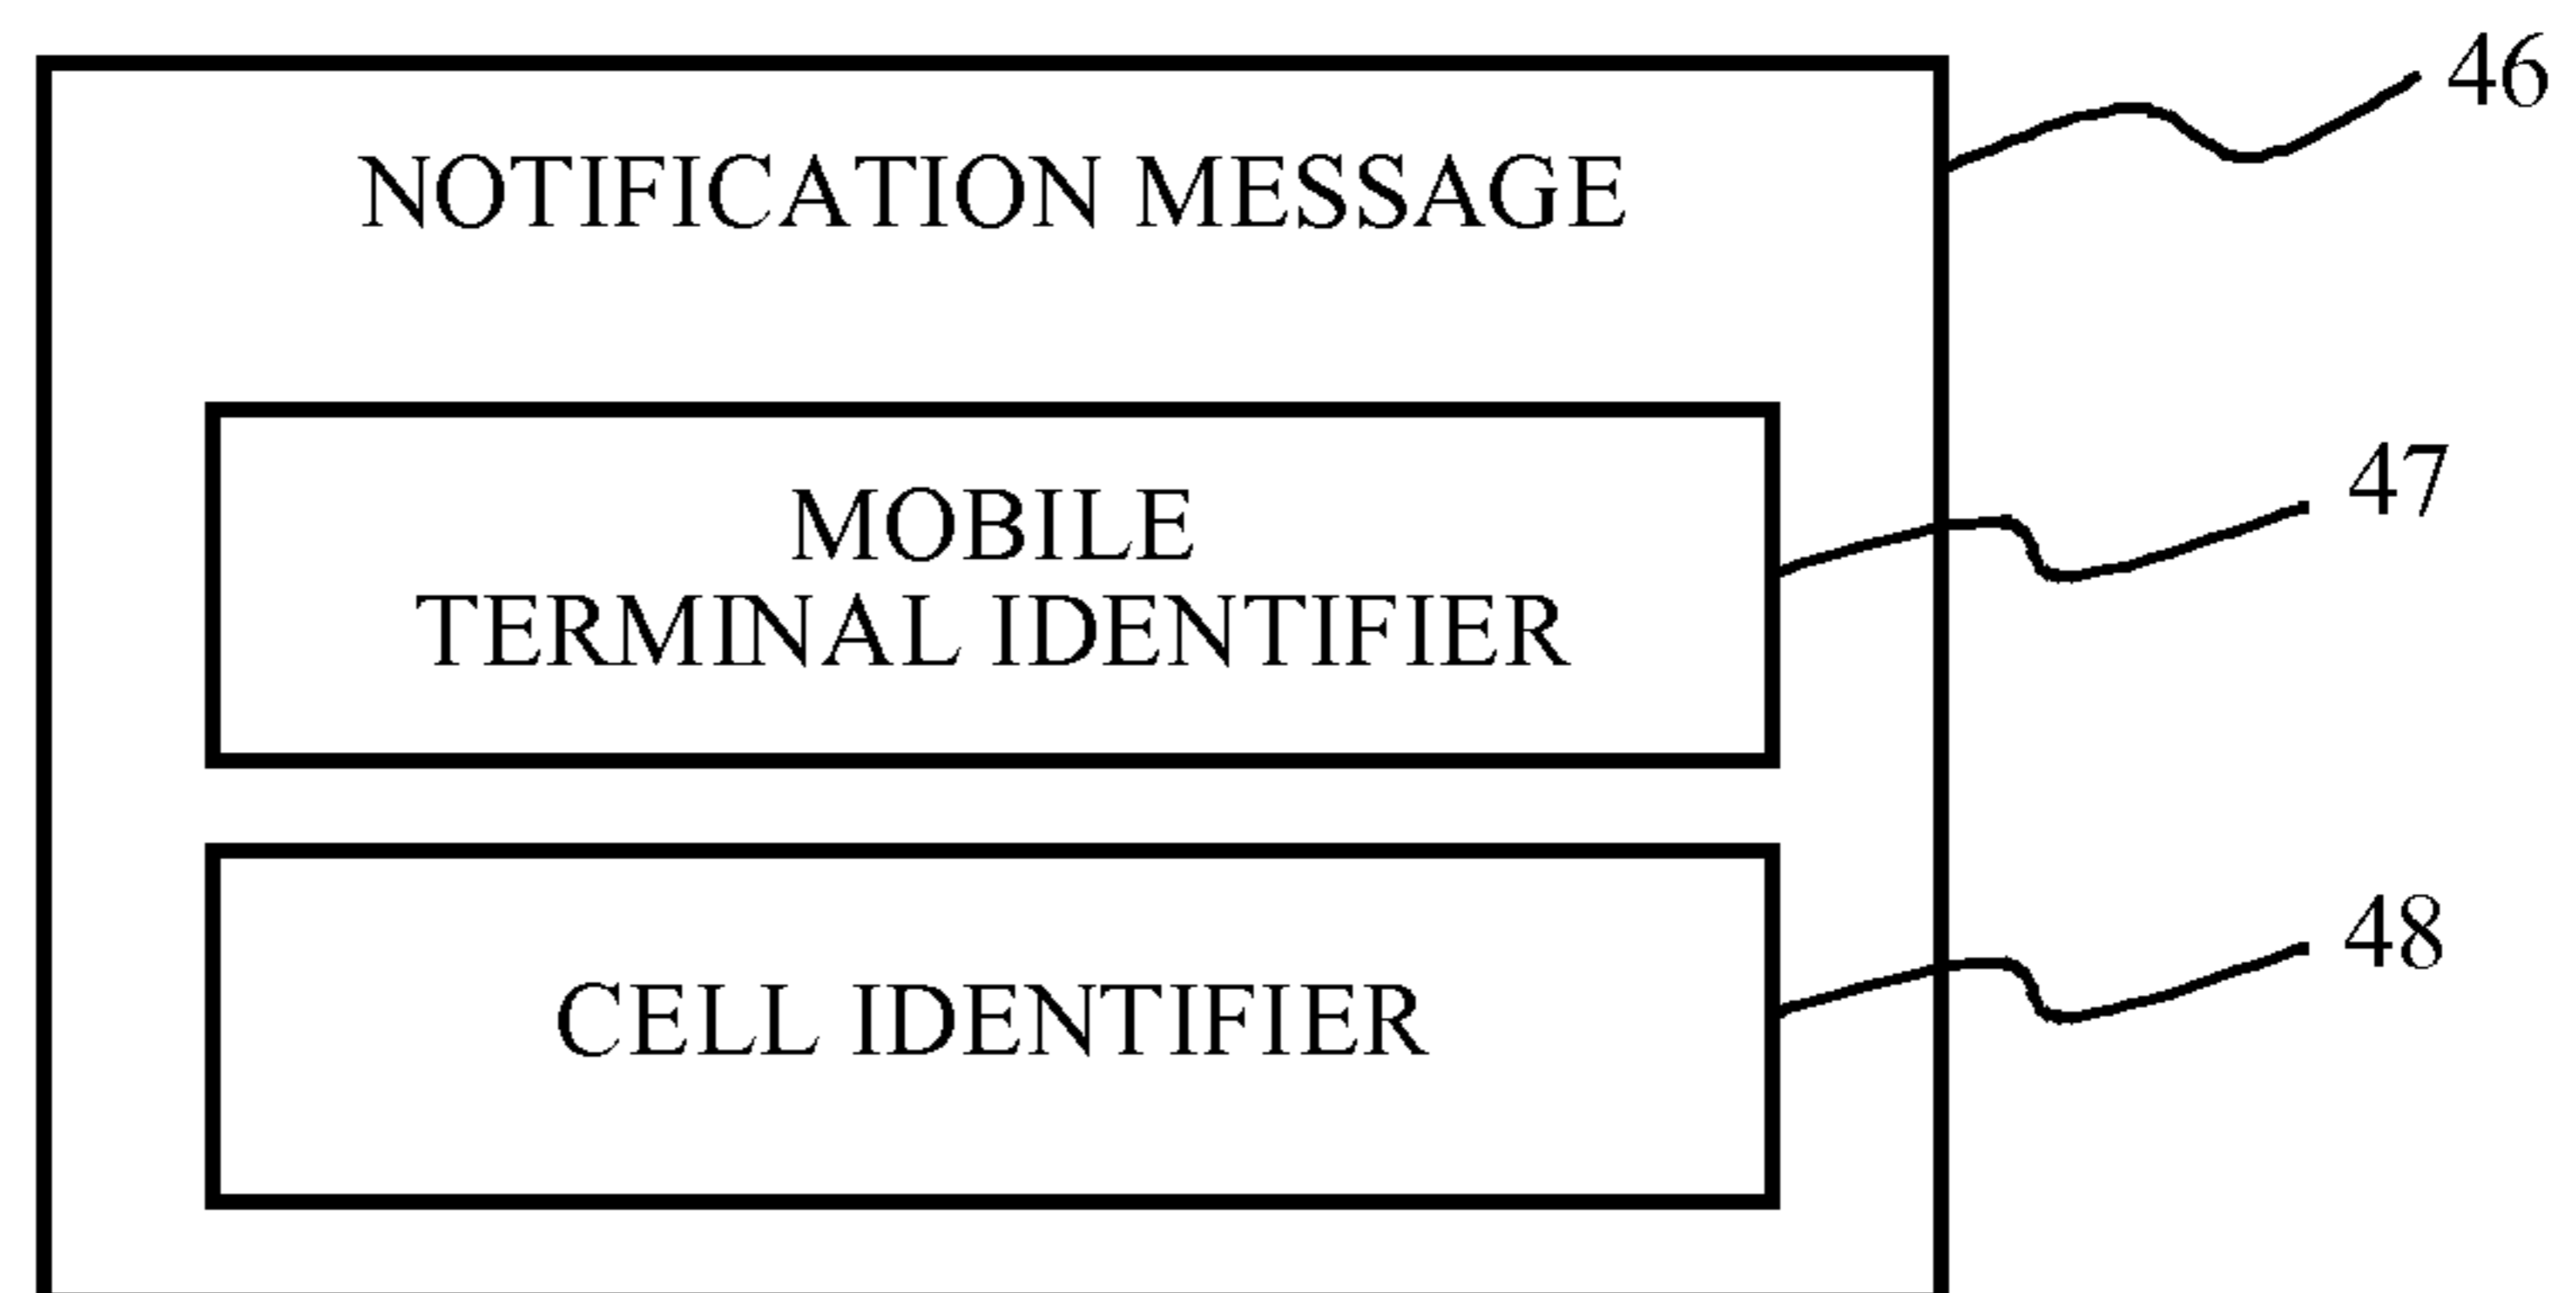 46
NOTIFICATION MESSAGE
47
MOBILE
TERMINAL IDENTIFIER
48
CELL IDENTIFIER